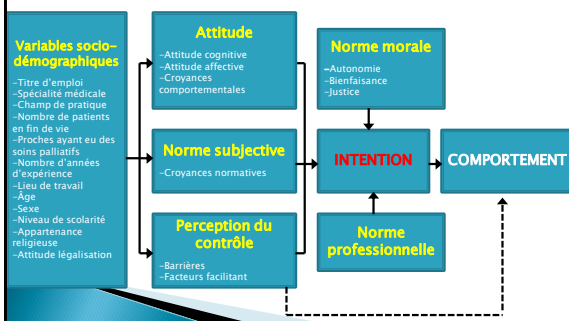 Variables socio-
démographiques
-Titre d'emploi
-Spécialité médicale
-Champ de pratique
-Nombre de patients
en fin de vie
-Proches ayant eu des
soins palliatifs
-Nombre d'années
d'expérience
-Lieu de travail
-Âge
-Sexe
-Niveau de scolarité
-Appartenance
religieuse
-Attitude légalisation
Attitude
-Attitude cognitive
-Attitude affective
-Croyances
comportementales
Norme subjective
-Croyances normatives
Perception du
contrôle
-Barrières
-Facteurs facilitant
Norme morale
-Autonomie
-Bienfaisance
-Justice
INTENTION
Norme
professionnelle
COMPORTEMENT